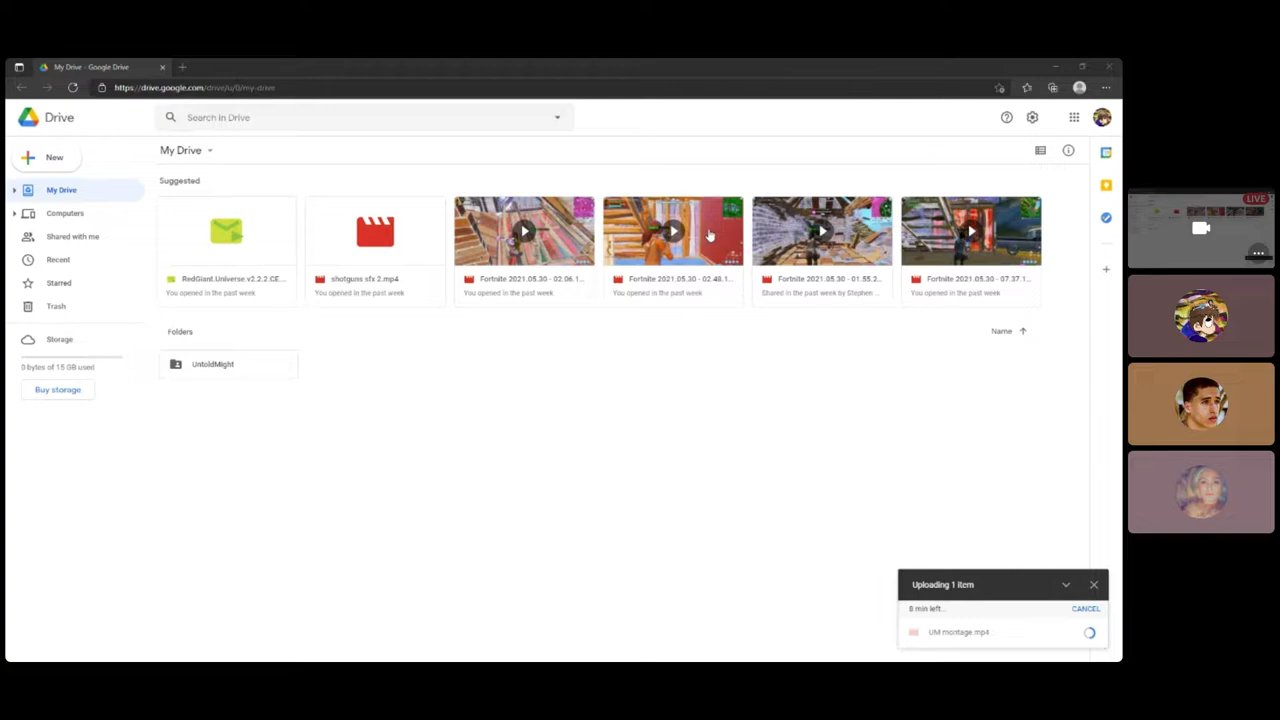 My Drive - Google Drive
https://drive.google.com/drive/u/0/my-drive
Drive
Search in Drive
New
My Drive
My Drive
Computers
Shared with me
Recent
Starred
Trash
Storage
0 bytes of 15 GB used
Buy storage
Suggested
RedGiant.Universe v2.2.2.CE...
You opened in the past week
shotguns sfx 2.mp4
You opened in the past week
Fortnite 2021.05.30 - 02.06.1...
You opened in the past week
Fortnite 2021.05.30 - 02.48.1...
You opened in the past week
Fortnite 2021.05.30 - 01.55.2...
Shared in the past week by Stephen ...
Fortnite 2021.05.30 - 07.37.1...
You opened in the past week
Folders
Name
UntoldMight
LIVE
Uploading 1 item
8 min left...
CANCEL
UM montage.mp4